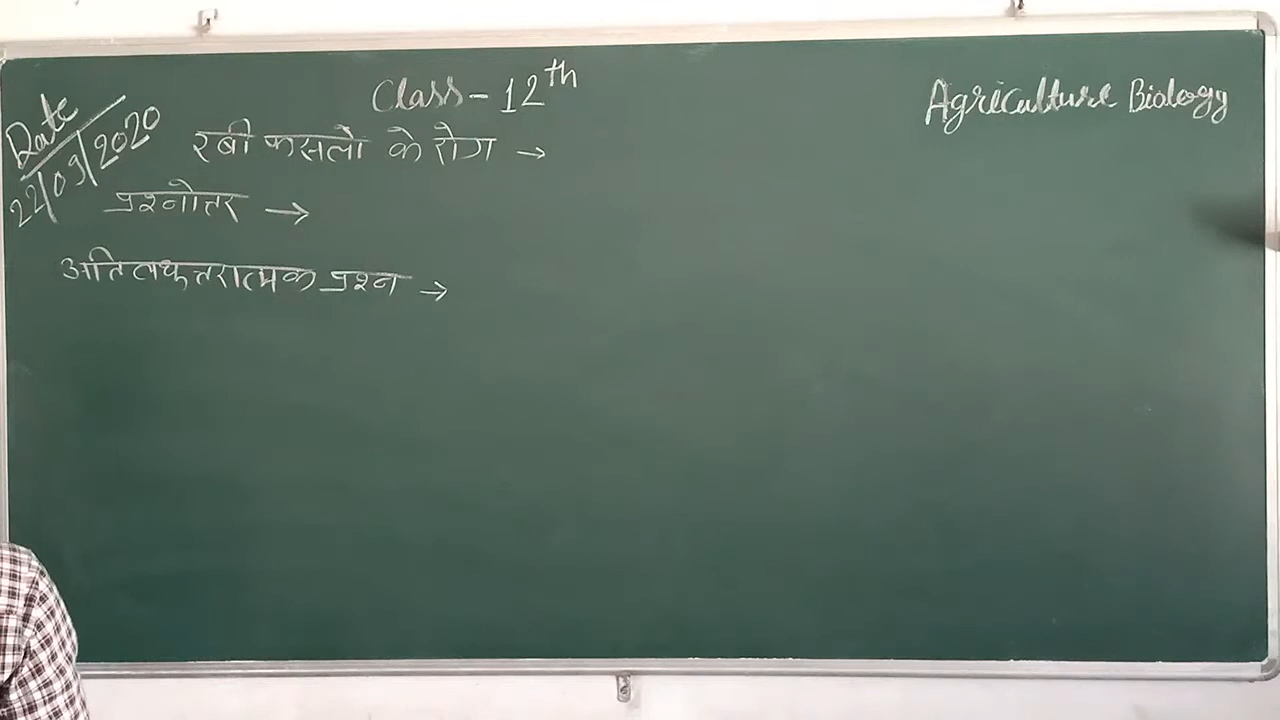 Class - 12th
Agriculture Biology
Date
22/09/2020
रबी फसलो के रोग →
प्रश्नोत्तर →
अतिलघुत्तरात्मक प्रश्न →